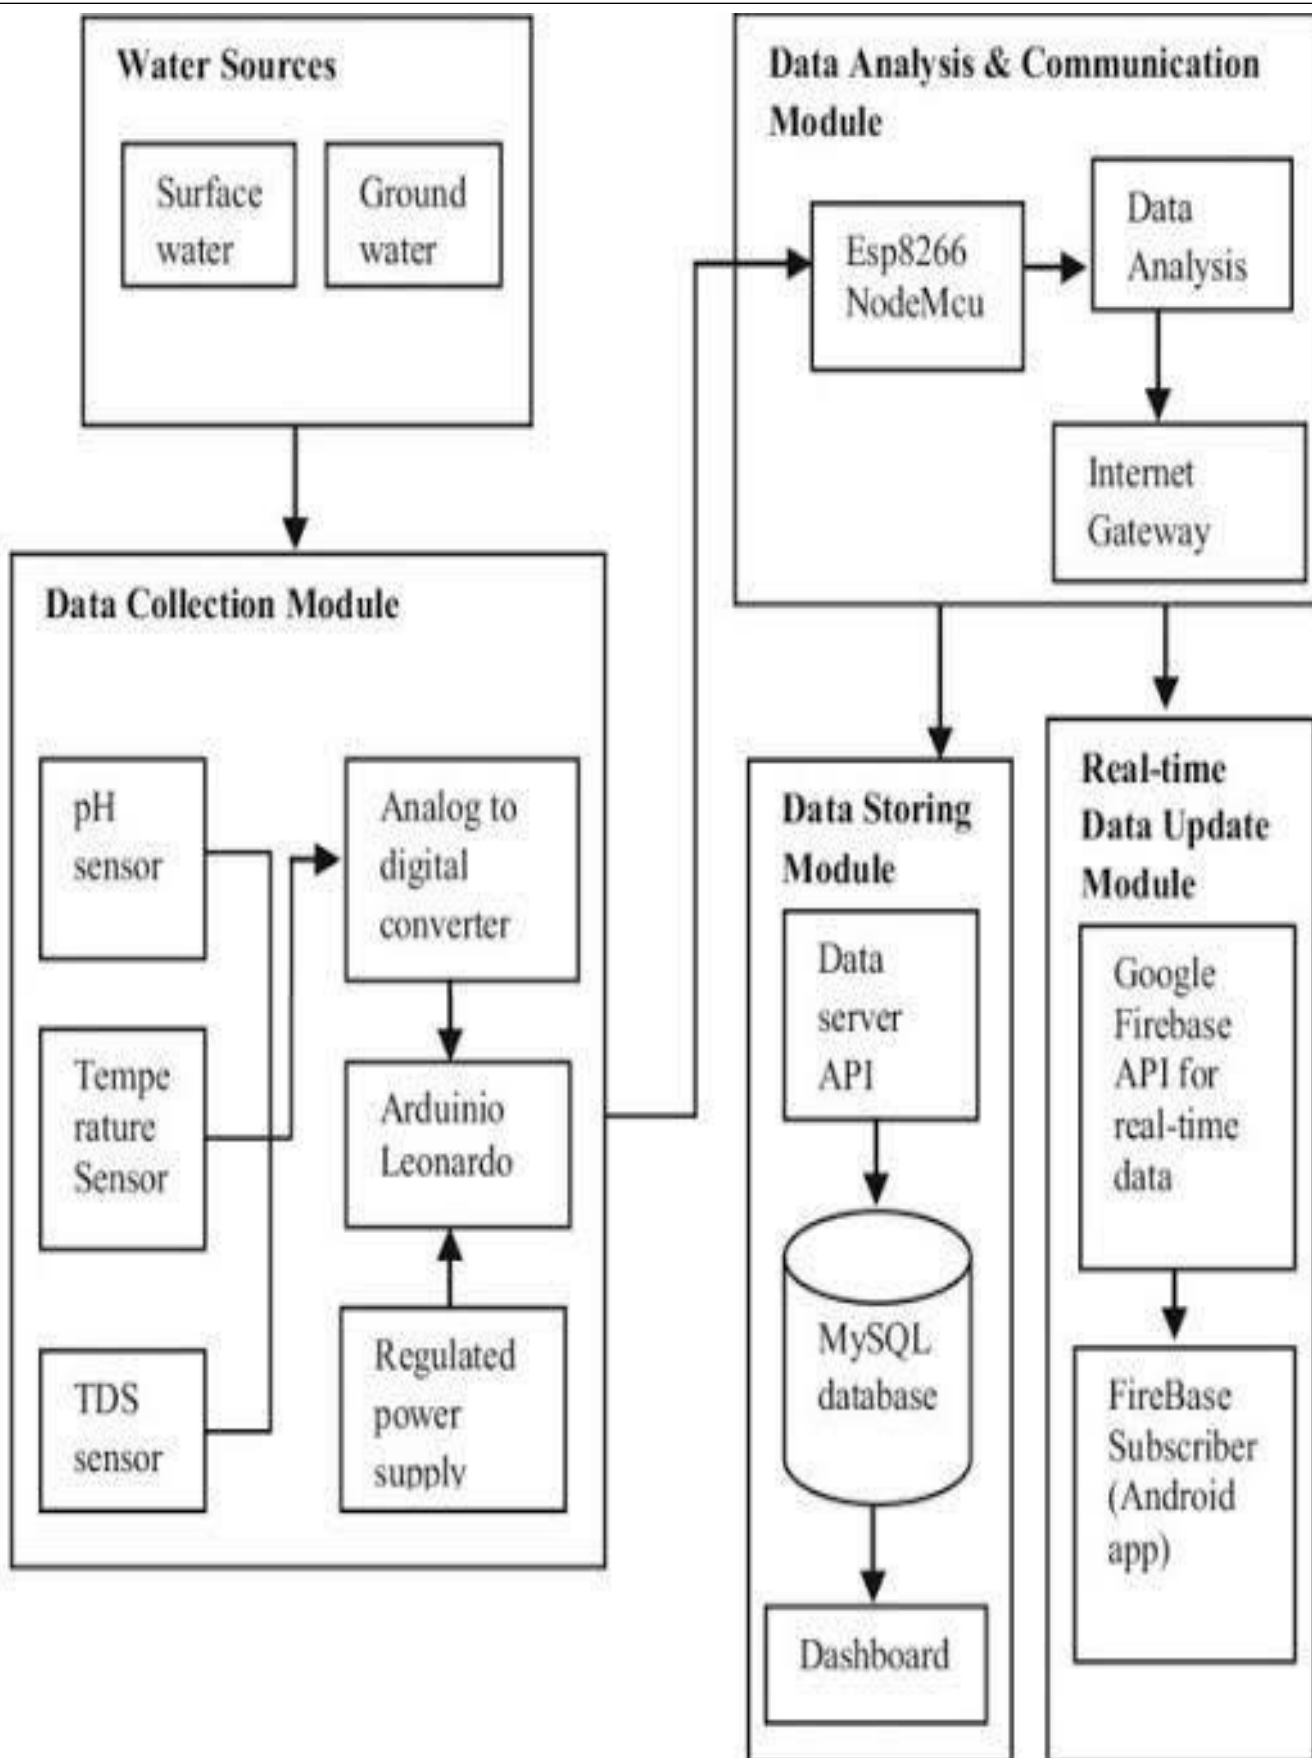 Water Sources
Surface
water
Ground
water
Data Collection Module
pH
sensor
Tempe
rature
Sensor
TDS
sensor
Analog to
digital
converter
Arduinio
Leonardo
Regulated
power
supply
Data Analysis & Communication
Module
Esp8266
NodeMcu
Data
Analysis
Internet
Gateway
Data Storing
Module
Data
server
API
MySQL
database
Dashboard
Real-time
Data Update
Module
Google
Firebase
API for
real-time
data
FireBase
Subscriber
(Android
app)